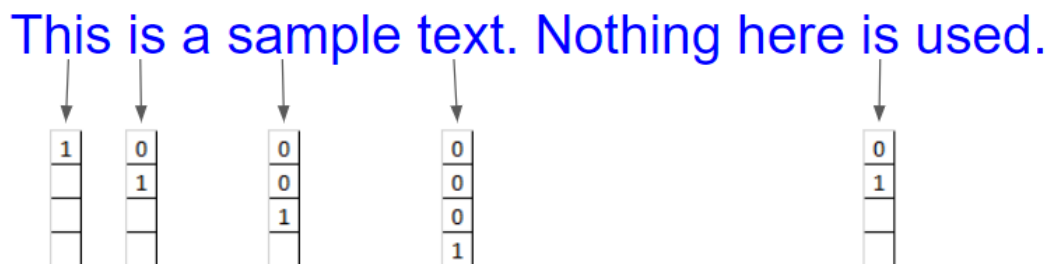 This is a sample text. Nothing here is used.
1 0 0 0 0
1 0 0 1
1 0
1